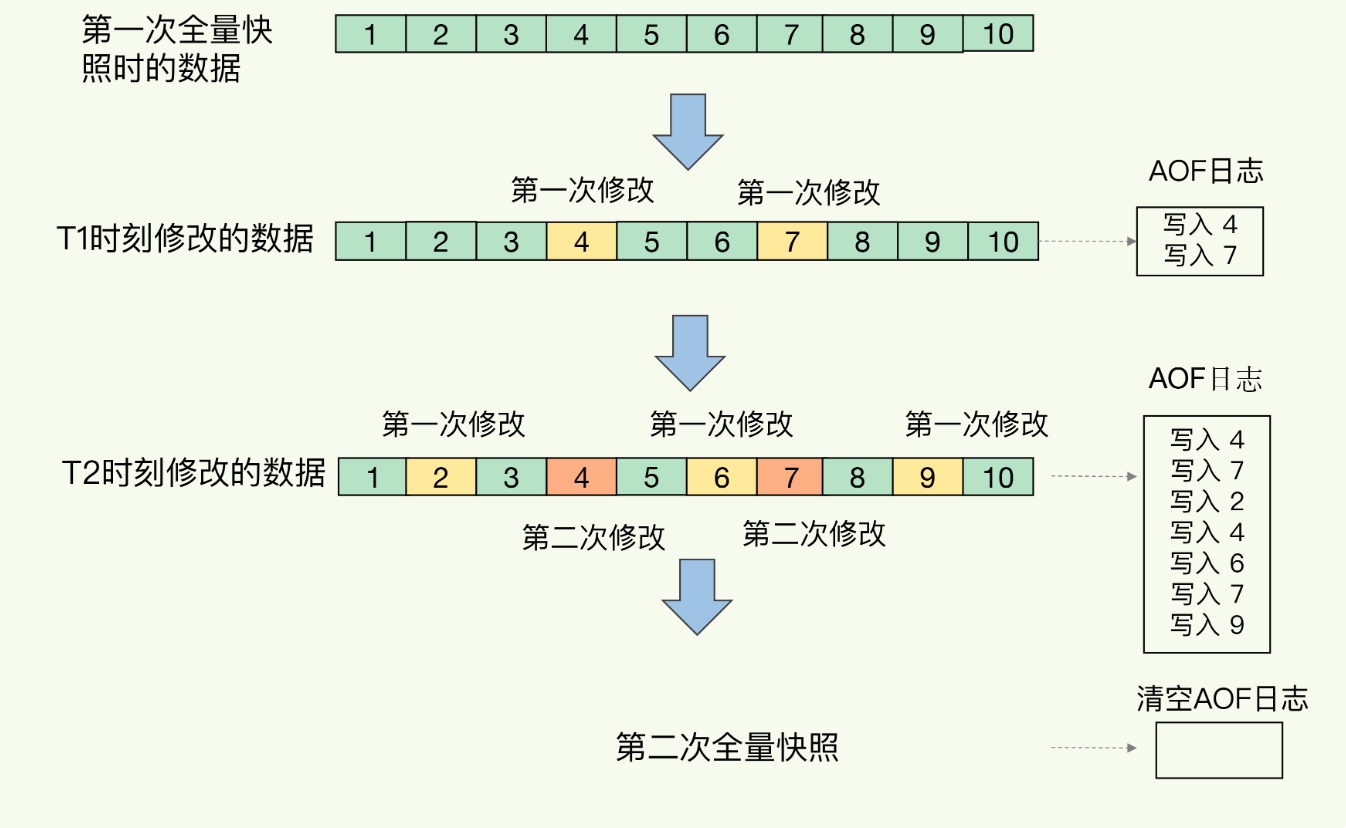 第一次全量快
照时的数据
1 2 3 4 5 6 7 8 9 10
AOF日志
第一次修改 第一次修改
T1时刻修改的数据
1 2 3 4 5 6 7 8 9 10
写入 4
写入 7
AOF日志
第一次修改 第一次修改 第一次修改
T2时刻修改的数据
1 2 3 4 5 6 7 8 9 10
第二次修改 第二次修改
写入 4
写入 7
写入 2
写入 4
写入 6
写入 7
写入 9
清空AOF日志
第二次全量快照